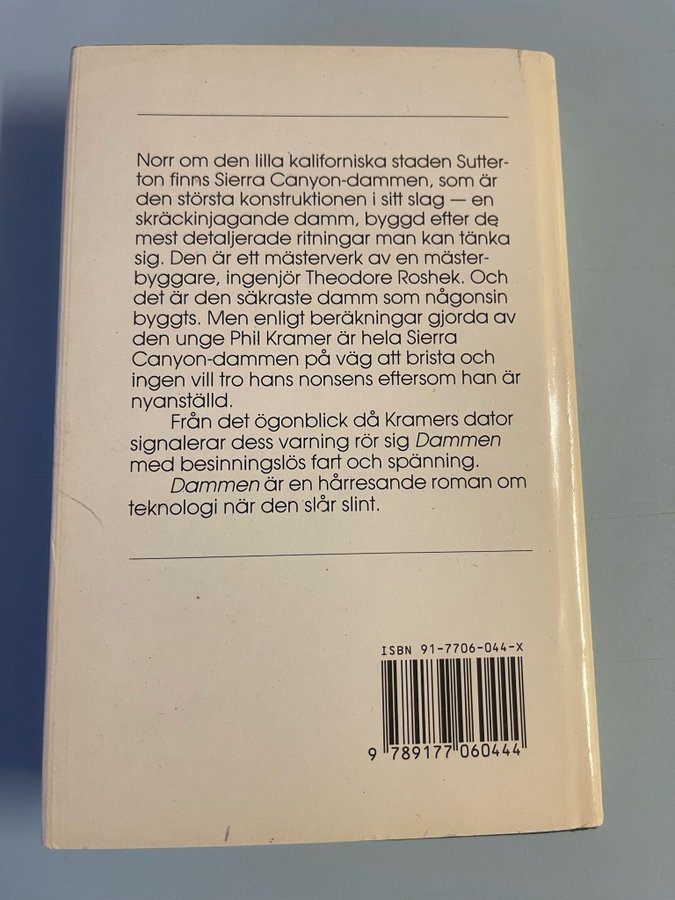 Norr om den lilla kaliforniska staden Sutter-
ton finns Sierra Canyon-dammen, som är
den största konstruktionen i sitt slag — en
skräckinjagande damm, byggd efter de
mest detaljerade ritningar man kan tänka
sig. Den är ett mästerverk av en mäster-
byggare, ingenjör Theodore Roshek. Och
det är den säkraste damm som någonsin
byggts. Men enligt beräkningar gjorda av
den unge Phil Kramer är hela Sierra
Canyon-dammen på väg att brista och
ingen vill tro hans nonsens eftersom han är
nyanställd.
Från det ögonblick då Kramers dator
signalerar dess varning rör sig Dammen
med besinningslös fart och spänning.
Dammen är en hårresande roman om
teknologi när den slår slint.
ISBN 91-7706-044-X
9 789177 060444